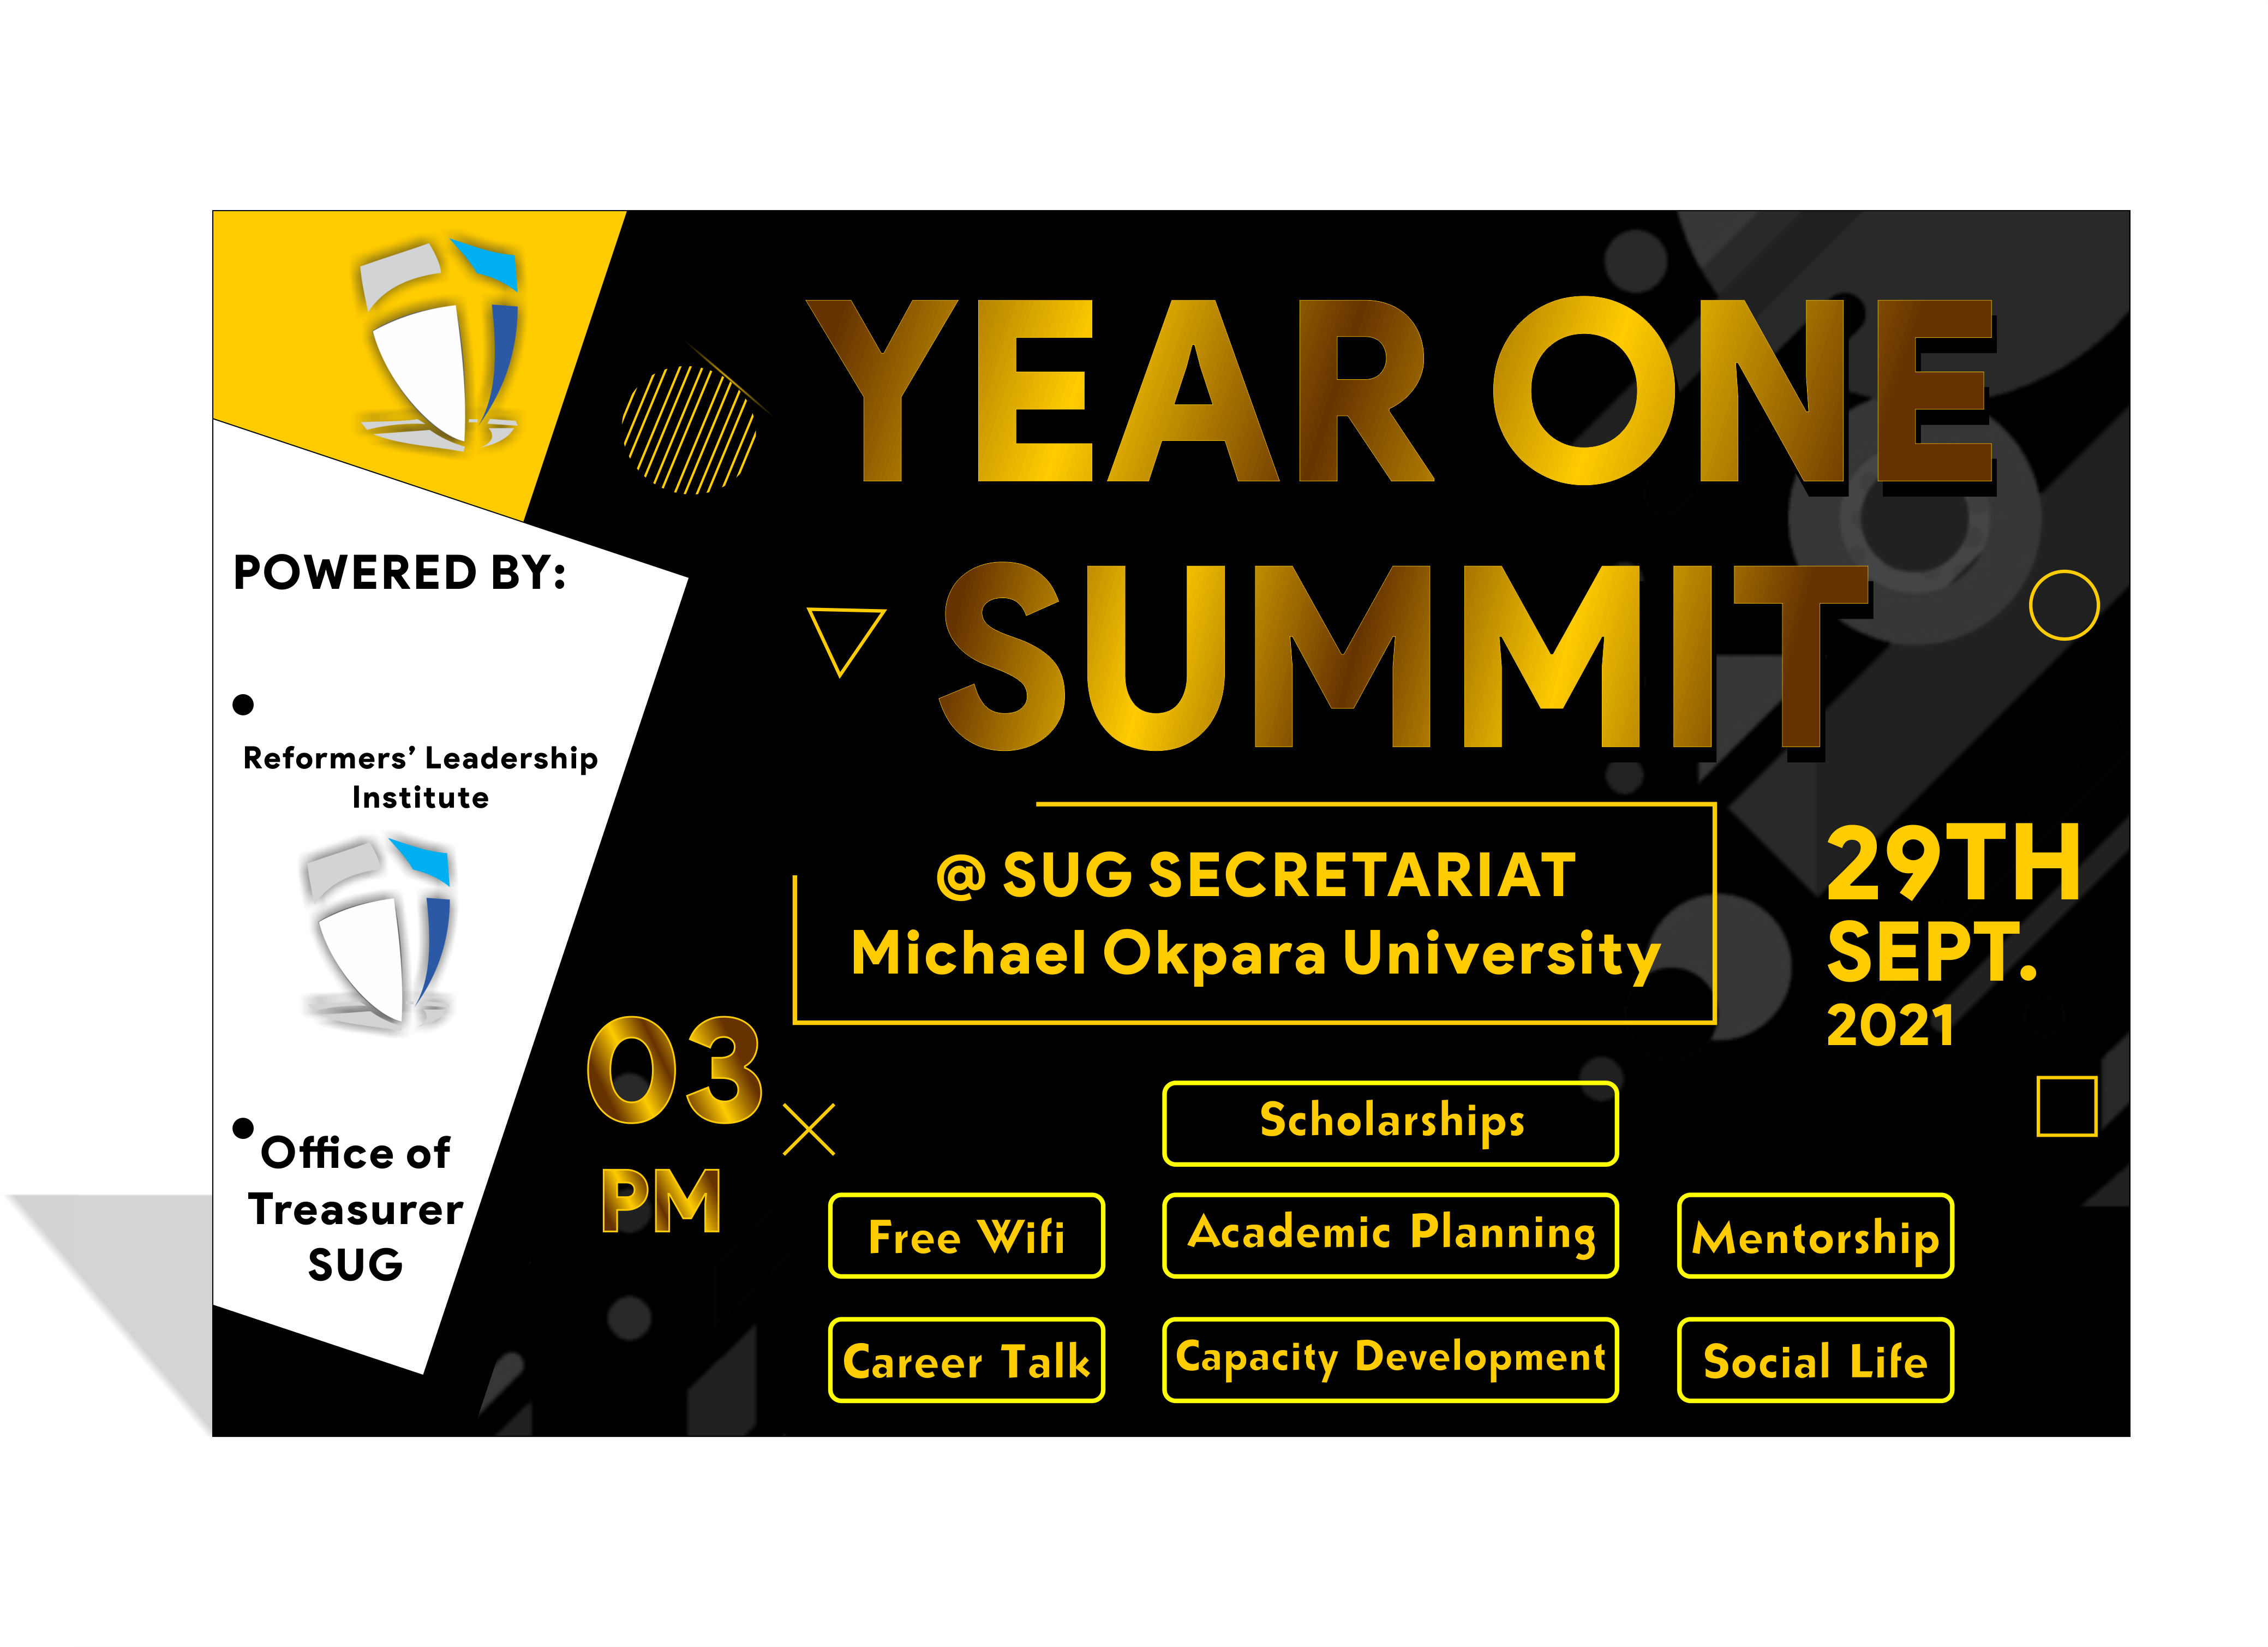 YEAR ONE
SUMMIT
POWERED BY:
Reformers’ Leadership
Institute
Office of
Treasurer
SUG
@ SUG SECRETARIAT
Michael Okpara University
29TH
SEPT.
2021
03
PM
Scholarships
Free Wifi
Academic Planning
Mentorship
Career Talk
Capacity Development
Social Life